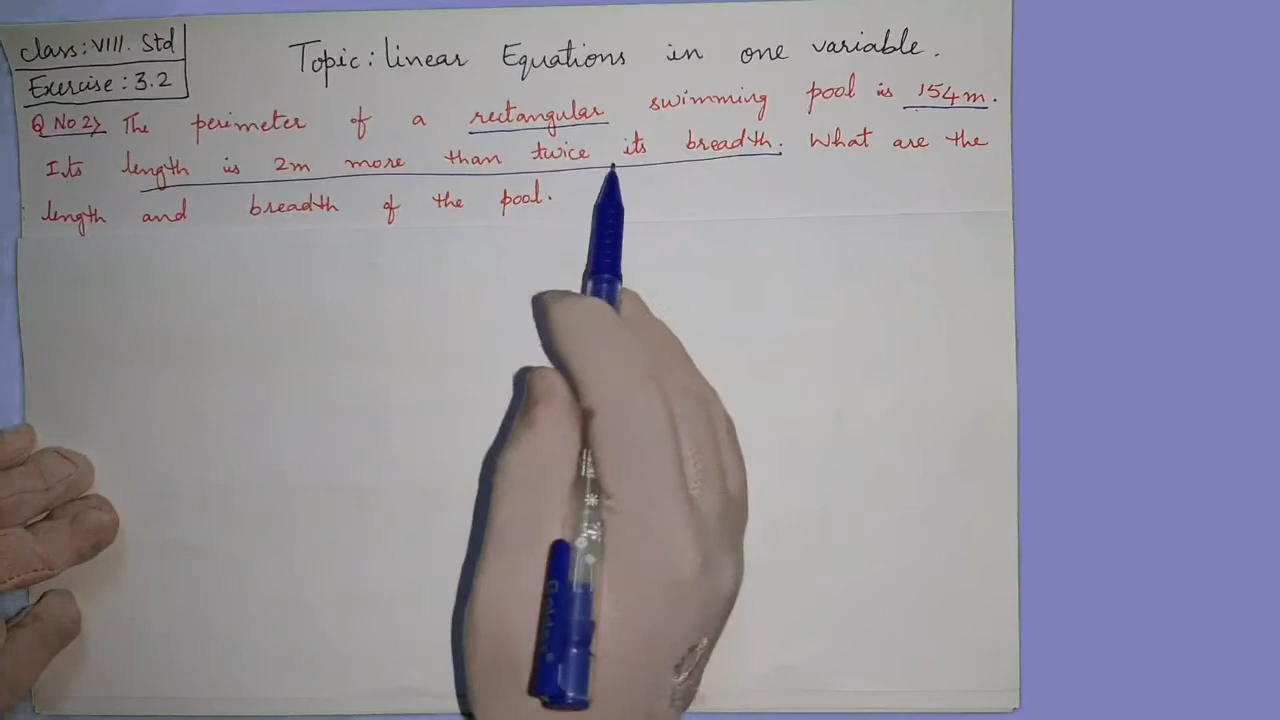 Class: VIII. Std
Exercise: 3.2
Topic: linear Equations in one variable.
Q No 2) The perimeter of a rectangular swimming pool is 154m.
Its length is 2m more than twice its breadth. What are the
length and breadth of the pool.